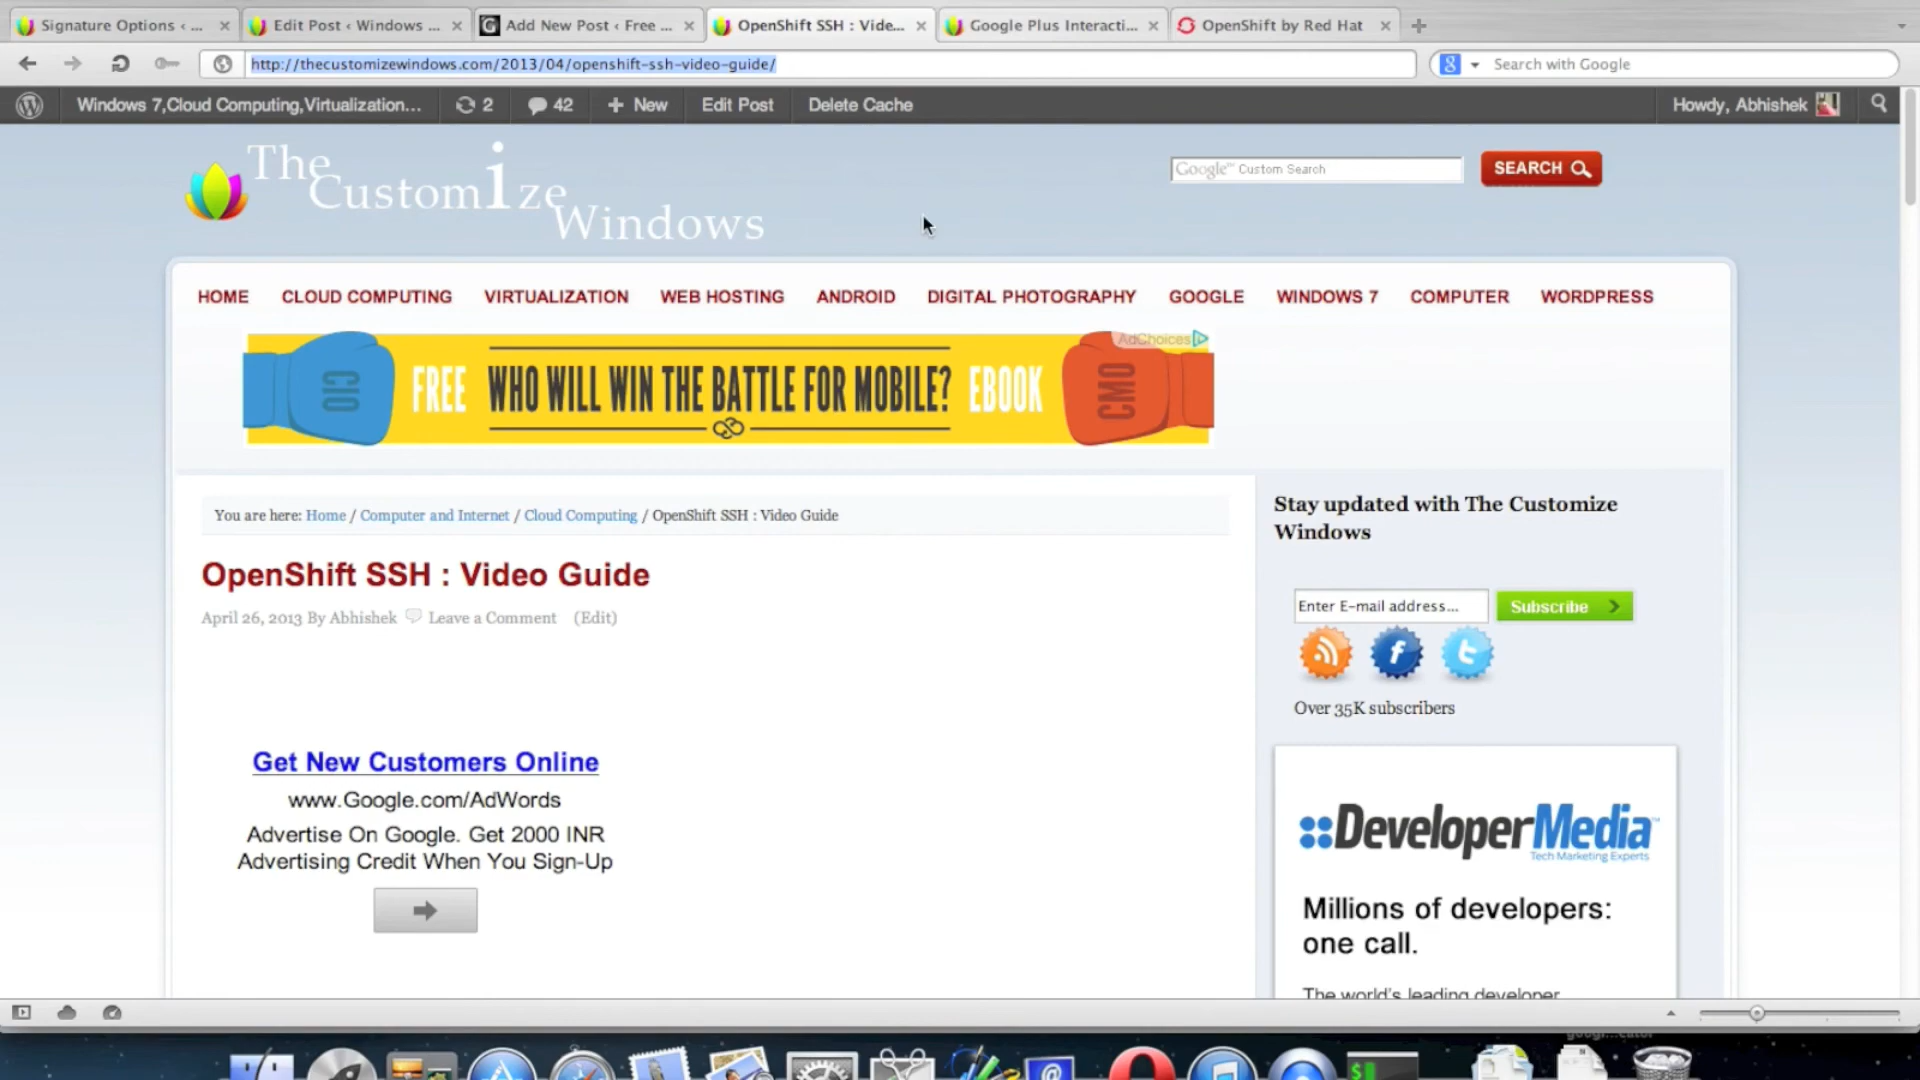 Signature Options ‹ ...
Edit Post ‹ Windows ...
Add New Post ‹ Free ...
OpenShift SSH : Vide...
Google Plus Interacti...
OpenShift by Red Hat
http://thecustomizewindows.com/2013/04/openshift-ssh-video-guide/
Search with Google
Windows 7,Cloud Computing,Virtualization...
2
42
+ New
Edit Post
Delete Cache
Howdy, Abhishek
The
Customize
Windows
Google™ Custom Search
SEARCH
HOME
CLOUD COMPUTING
VIRTUALIZATION
WEB HOSTING
ANDROID
DIGITAL PHOTOGRAPHY
GOOGLE
WINDOWS 7
COMPUTER
WORDPRESS
AdChoices
CIO
FREE
WHO WILL WIN THE BATTLE FOR MOBILE?
EBOOK
CMO
You are here: Home / Computer and Internet / Cloud Computing / OpenShift SSH : Video Guide
OpenShift SSH : Video Guide
April 26, 2013 By Abhishek Leave a Comment (Edit)
Get New Customers Online
www.Google.com/AdWords
Advertise On Google. Get 2000 INR
Advertising Credit When You Sign-Up
Stay updated with The Customize
Windows
Enter E-mail address...
Subscribe
Over 35K subscribers
DeveloperMedia™
Tech Marketing Experts
Millions of developers:
one call.
The world's leading developer